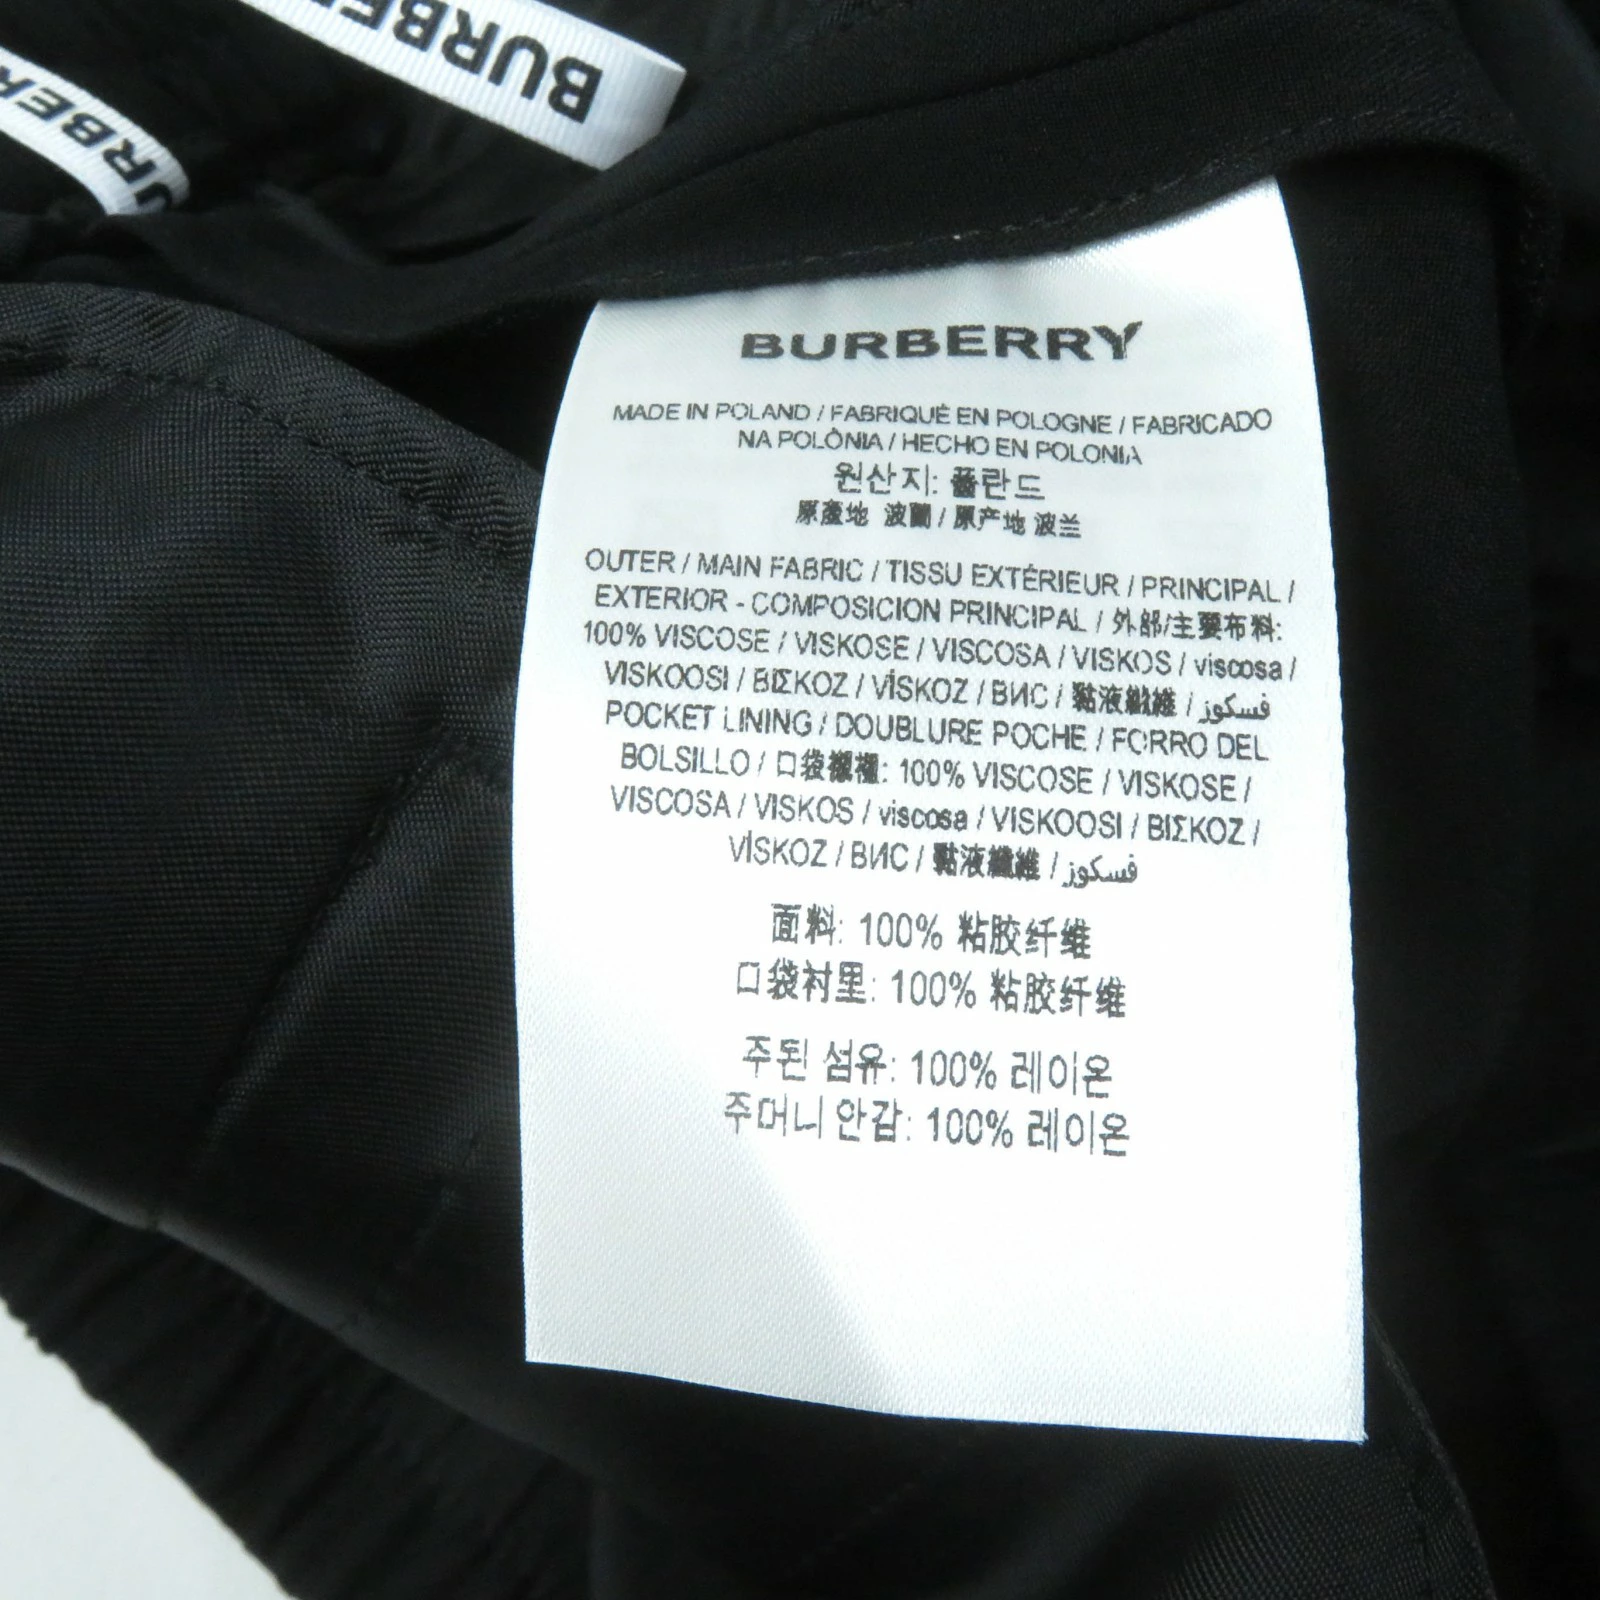 BURBERRY
BURBE
URBER
MADE IN POLAND / FABRIQUÉ EN POLOGNE / FABRICADO
NA POLÔNIA / HECHO EN POLONIA
원산지: 폴란드
原產地 波蘭 / 原产地 波兰
OUTER / MAIN FABRIC / TISSU EXTÉRIEUR / PRINCIPAL /
EXTERIOR - COMPOSICION PRINCIPAL / 外部/主要布料:
100% VISCOSE / VISKOSE / VISCOSA / VISKOS / viscosa /
VISKOOSI / ΒΙΣΚΟΖ / VİSKOZ / ВИС / 黏液纖維 / فسكوز
POCKET LINING / DOUBLURE POCHE / FORRO DEL
BOLSILLO / 口袋襯裡: 100% VISCOSE / VISKOSE /
VISCOSA / VISKOS / viscosa / VISKOOSI / ΒΙΣΚΟΖ /
VİSKOZ / ВИС / 黏液纖維 / فسكوز
面料: 100% 粘胶纤维
口袋衬里: 100% 粘胶纤维
주된 섬유: 100% 레이온
주머니 안감: 100% 레이온